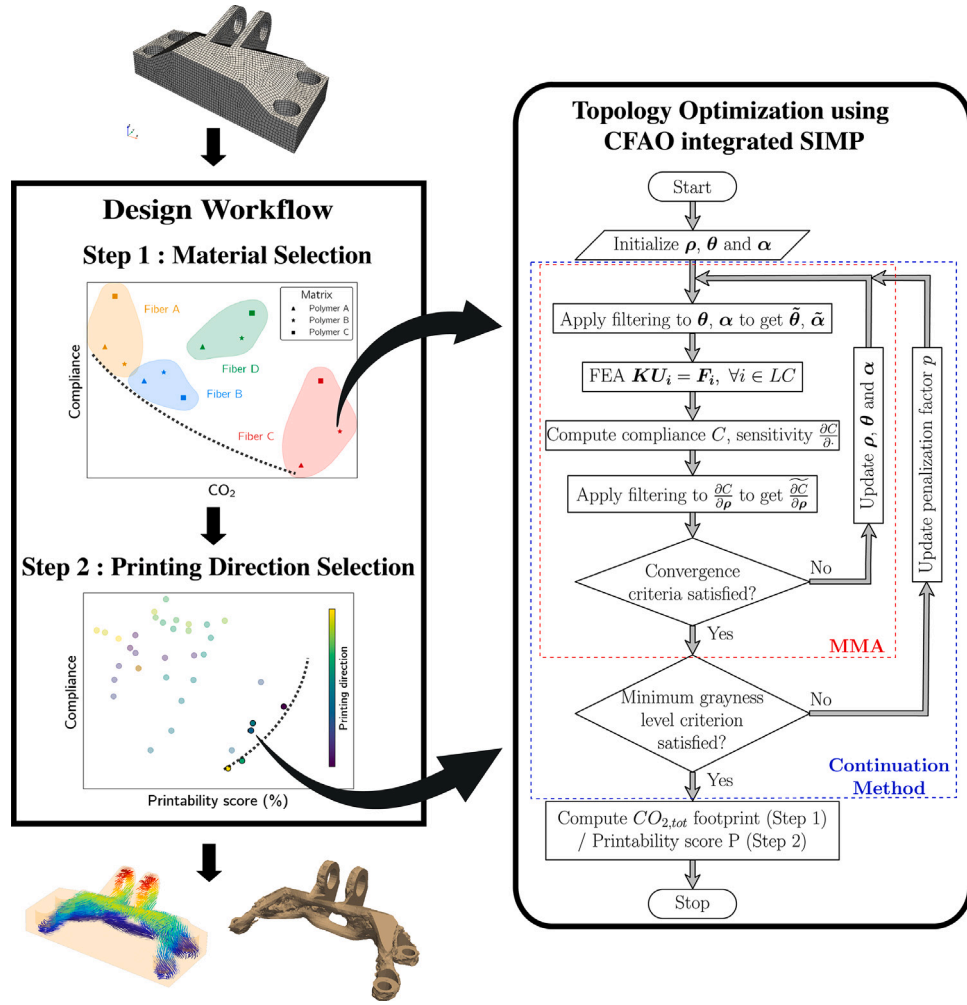 Design Workflow
Step 1 : Material Selection
Compliance
Fiber A
Fiber D
Fiber B
Fiber C
Matrix
Polymer A
Polymer B
Polymer C
CO₂
Step 2 : Printing Direction Selection
Compliance
Printing direction
Printability score (%)
Topology Optimization using
CFAO integrated SIMP
Start
Initialize ρ, θ and α
Apply filtering to θ, α to get θ̃, α̃
FEA KUᵢ = Fᵢ, ∀i ∈ LC
Compute compliance C, sensitivity ∂C/∂·
Apply filtering to ∂C/∂ρ to get ∂C/∂ρ̃
Convergence
criteria satisfied?
No
Yes
Update ρ, θ and α
Update penalization factor p
MMA
Minimum grayness
level criterion
satisfied?
No
Yes
Continuation
Method
Compute CO₂,tot footprint (Step 1)
/ Printability score P (Step 2)
Stop